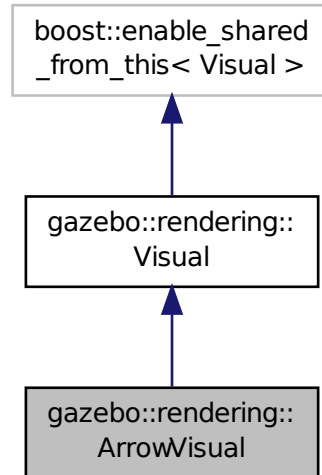 boost::enable_shared
_from_this< Visual >
gazebo::rendering::
Visual
gazebo::rendering::
ArrowVisual